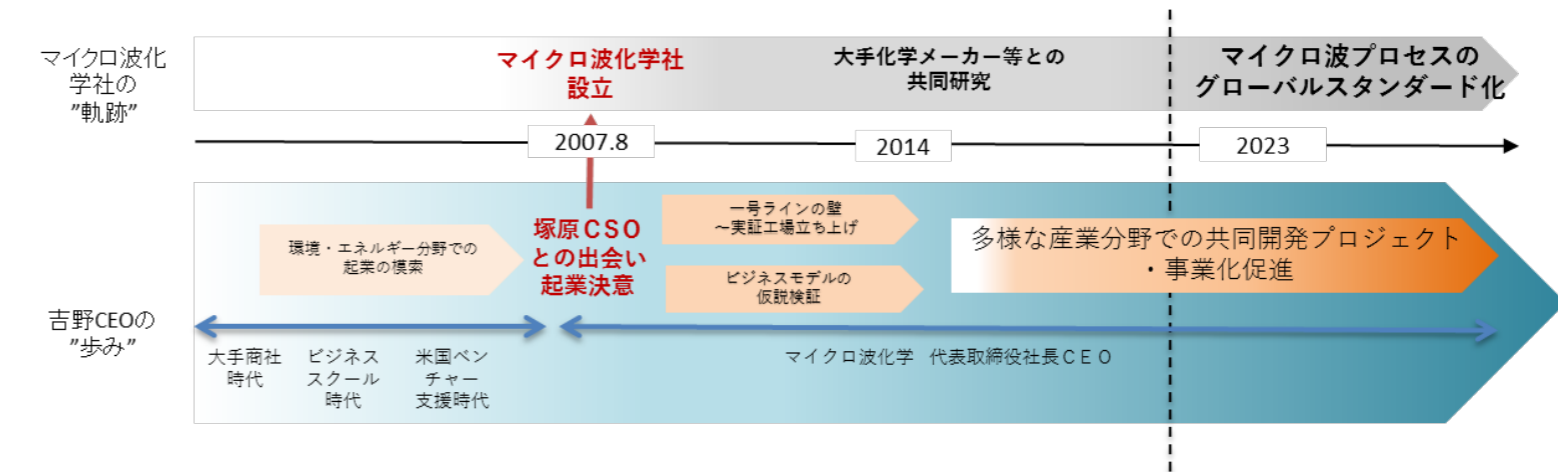 マイクロ波化
学社の
”軌跡”
マイクロ波化学社
設立
大手化学メーカー等との
共同研究
マイクロ波プロセスの
グローバルスタンダード化
2007.8
2014
2023
吉野CEOの
”歩み”
環境・エネルギー分野での
起業の模索
塚原ＣＳＯ
との出会い
起業決意
一号ラインの壁
～実証工場立ち上げ
ビジネスモデルの
仮説検証
多様な産業分野での共同開発プロジェクト
・事業化促進
大手商社
時代
ビジネス
スクール
時代
米国ベン
チャー
支援時代
マイクロ波化学　代表取締役社長ＣＥＯ